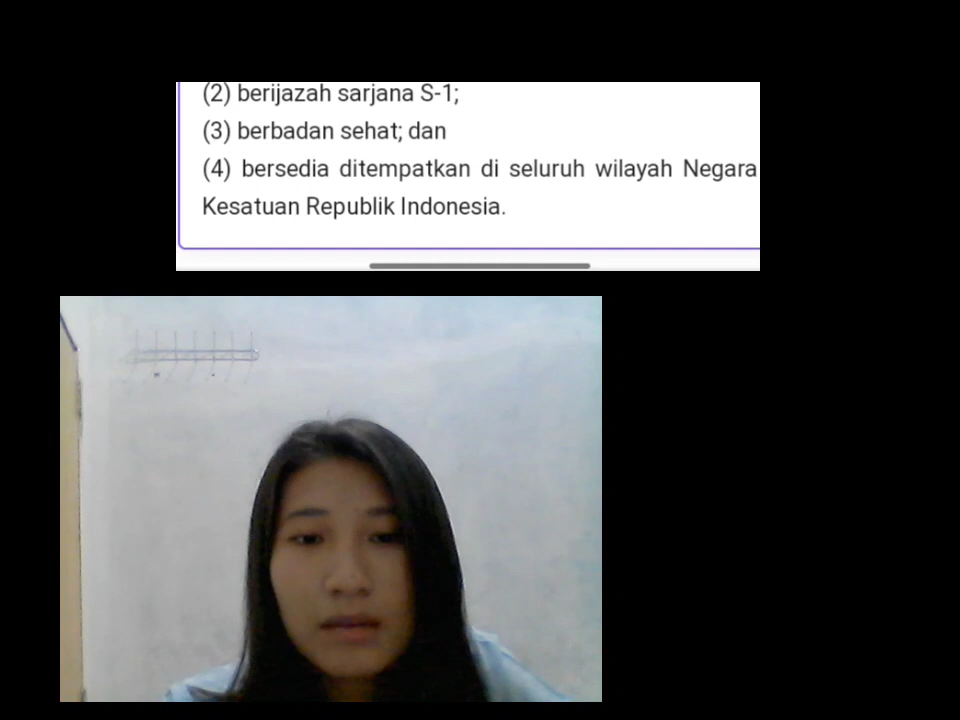 (2) berijazah sarjana S-1;
(3) berbadan sehat; dan
(4) bersedia ditempatkan di seluruh wilayah Negara
Kesatuan Republik Indonesia.